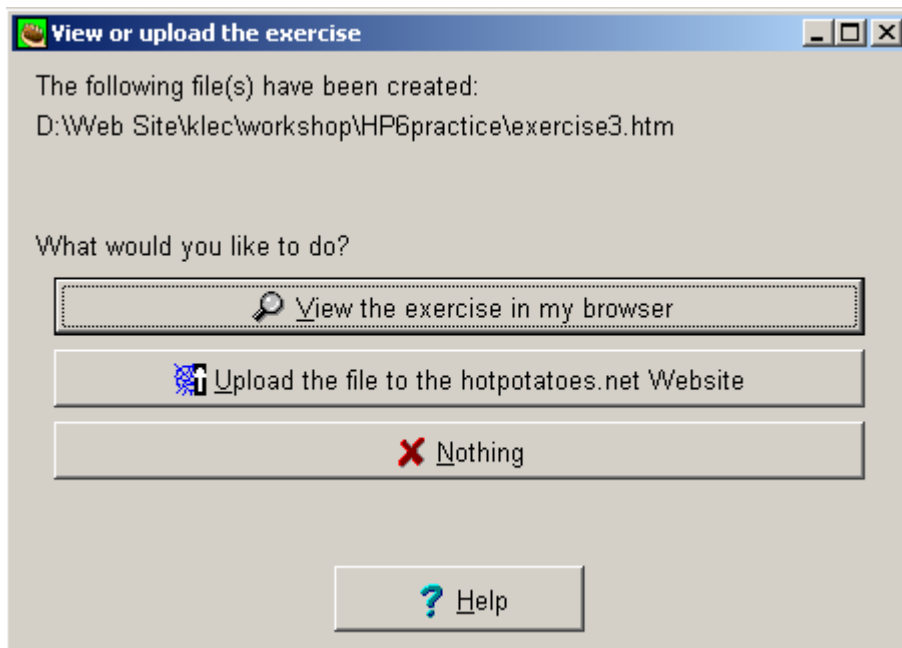 View or upload the exercise
The following file(s) have been created:
D:\Web Site\klec\workshop\HP6practice\exercise3.htm
What would you like to do?
View the exercise in my browser
Upload the file to the hotpotatoes.net Website
Nothing
Help